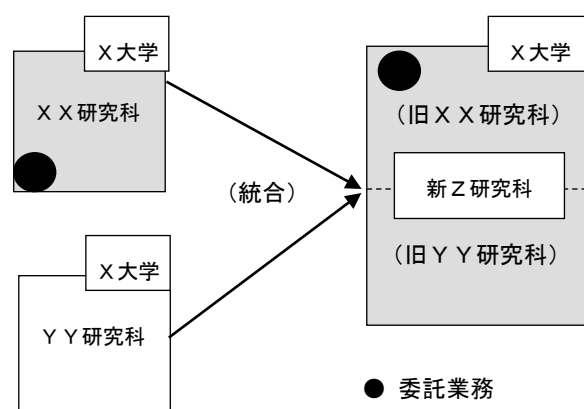 X大学
XX研究科
(統合)
X大学
YY研究科
X大学
(旧XX研究科)
新Z研究科
(旧YY研究科)
● 委託業務